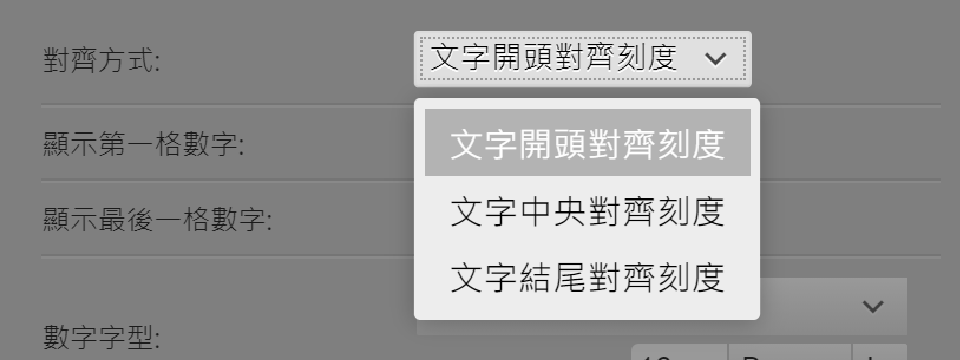 對齊方式:
文字開頭對齊刻度
文字開頭對齊刻度
顯示第一格數字:
文字中央對齊刻度
顯示最後一格數字:
文字結尾對齊刻度
數字字型: